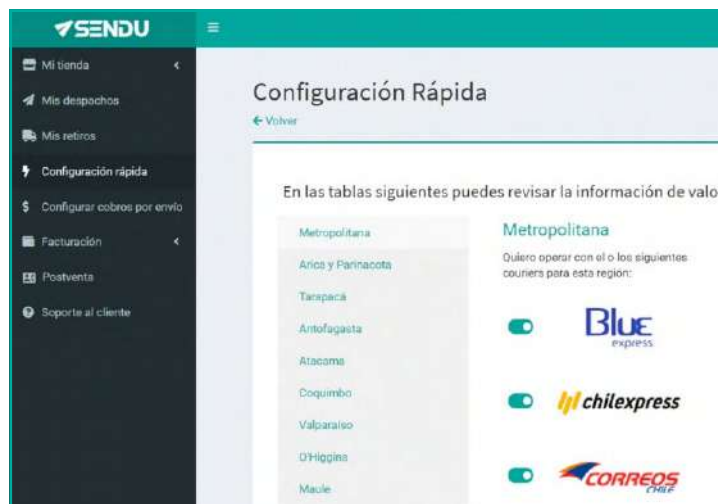 SENDU
Mi tienda
Mis despachos
Mis retiros
Configuración rápida
Configurar cobros por envío
Facturación
Postventa
Soporte al cliente
Configuración Rápida
Volver
En las tablas siguientes puedes revisar la información de valo
Metropolitana
Arica y Parinacota
Tarapacá
Antofagasta
Atacama
Coquimbo
Valparaíso
O'Higgins
Maule
Metropolitana
Quiero operar con el o los siguientes
couriers para esta región:
Blue
express
chilexpress
CORREOS
CHILE